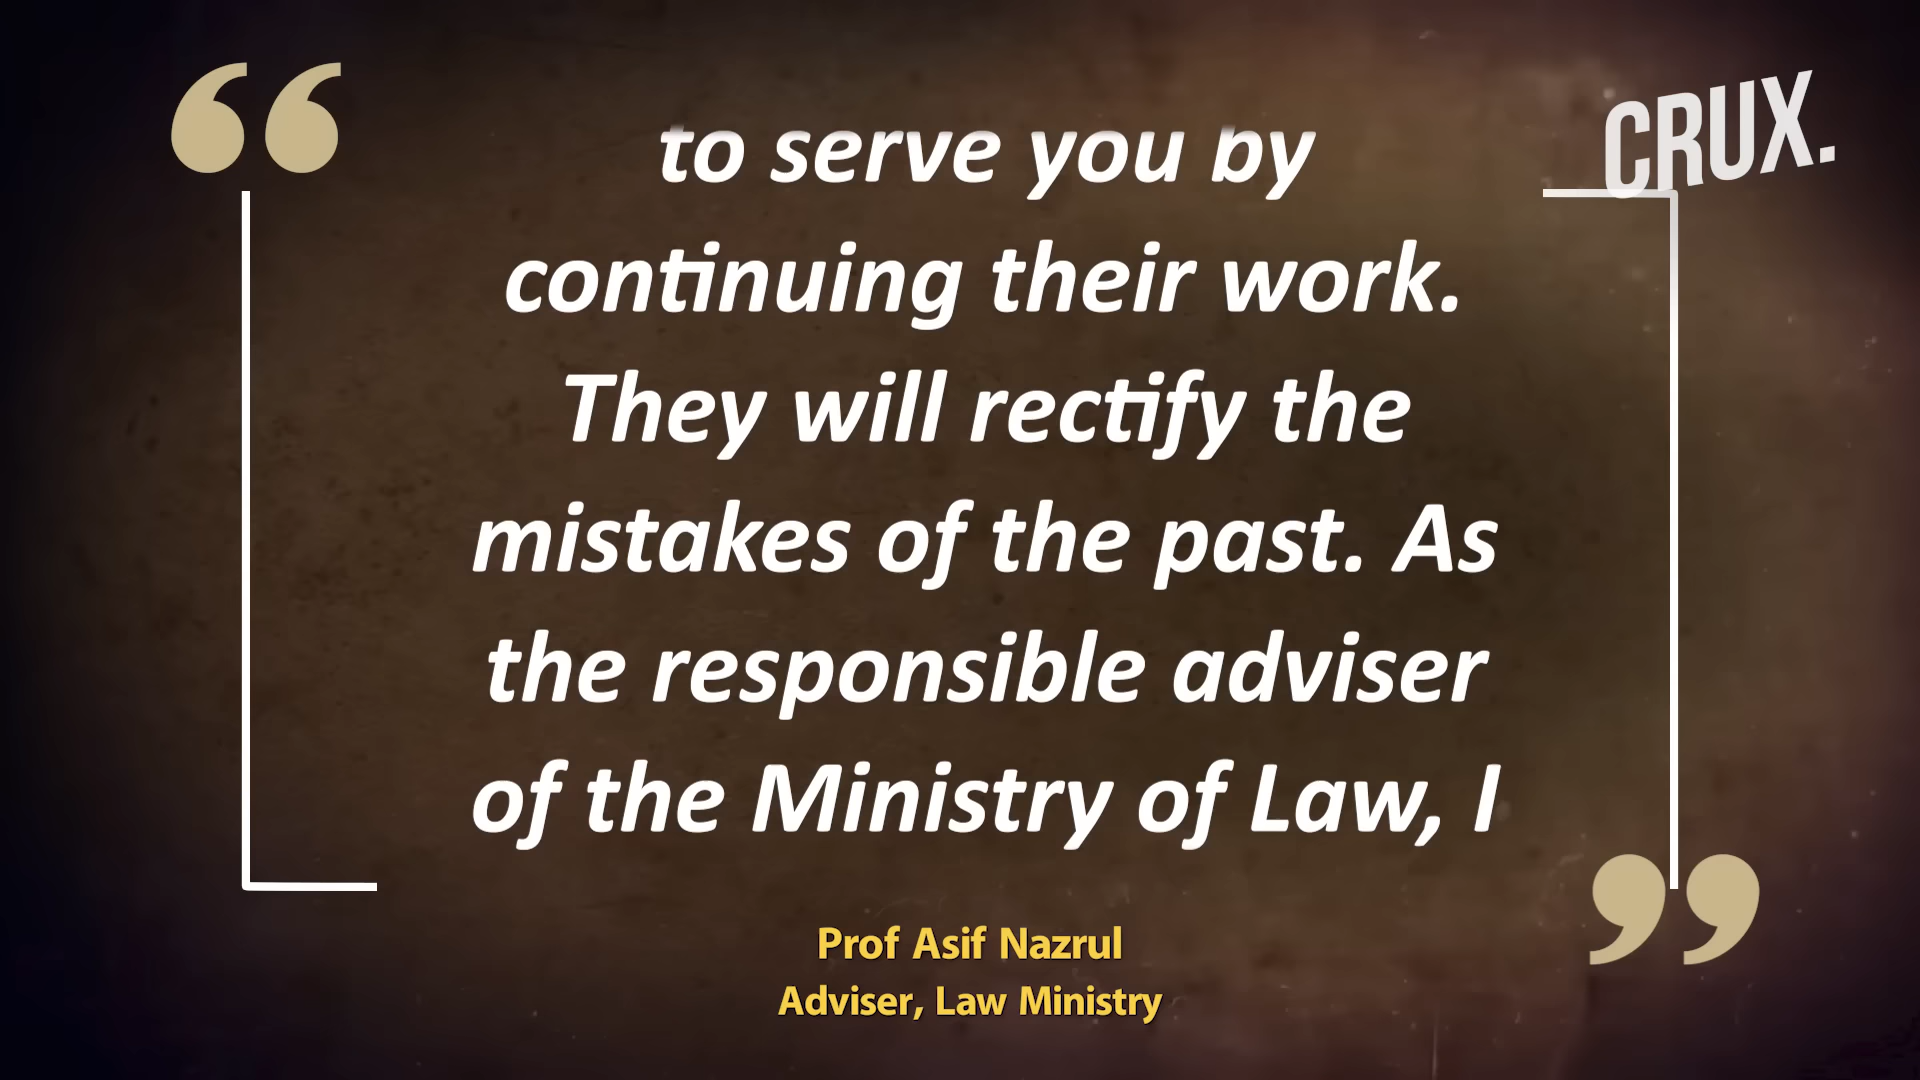 CRUX.
to serve you by
continuing their work.
They will rectify the
mistakes of the past. As
the responsible adviser
of the Ministry of Law, I
Prof Asif Nazrul
Adviser, Law Ministry